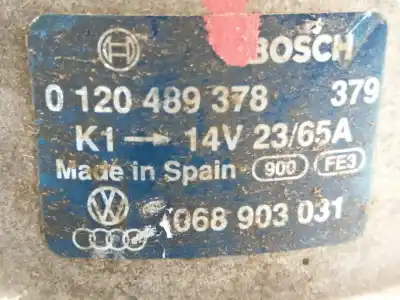 BOSCH
0 120 489 378 379
K1 → 14V 23/65A
Made in Spain 900 FE3
068 903 031